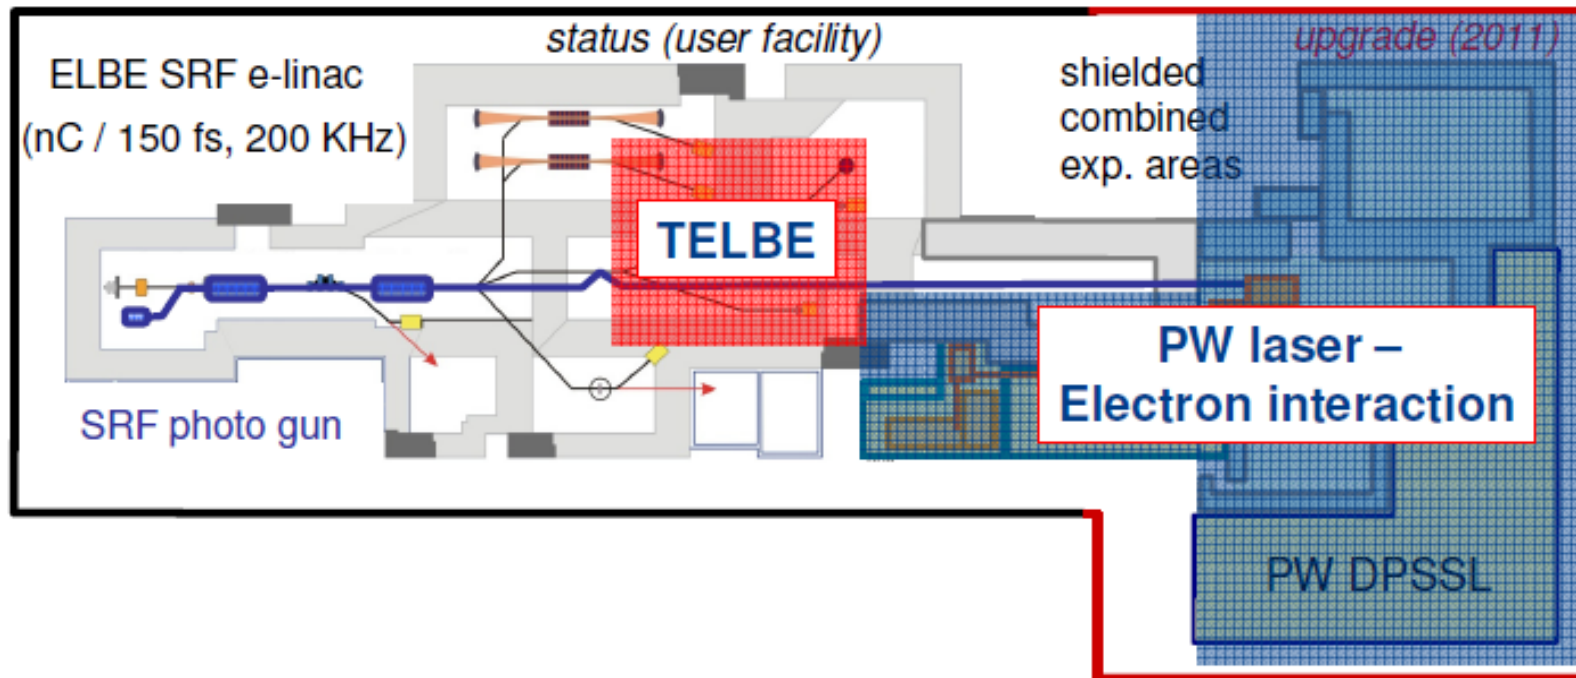 status (user facility)
upgrade (2011)
ELBE SRF e-linac
(nC / 150 fs, 200 KHz)
shielded
combined
exp. areas
TELBE
PW laser –
Electron interaction
SRF photo gun
PW DPSSL